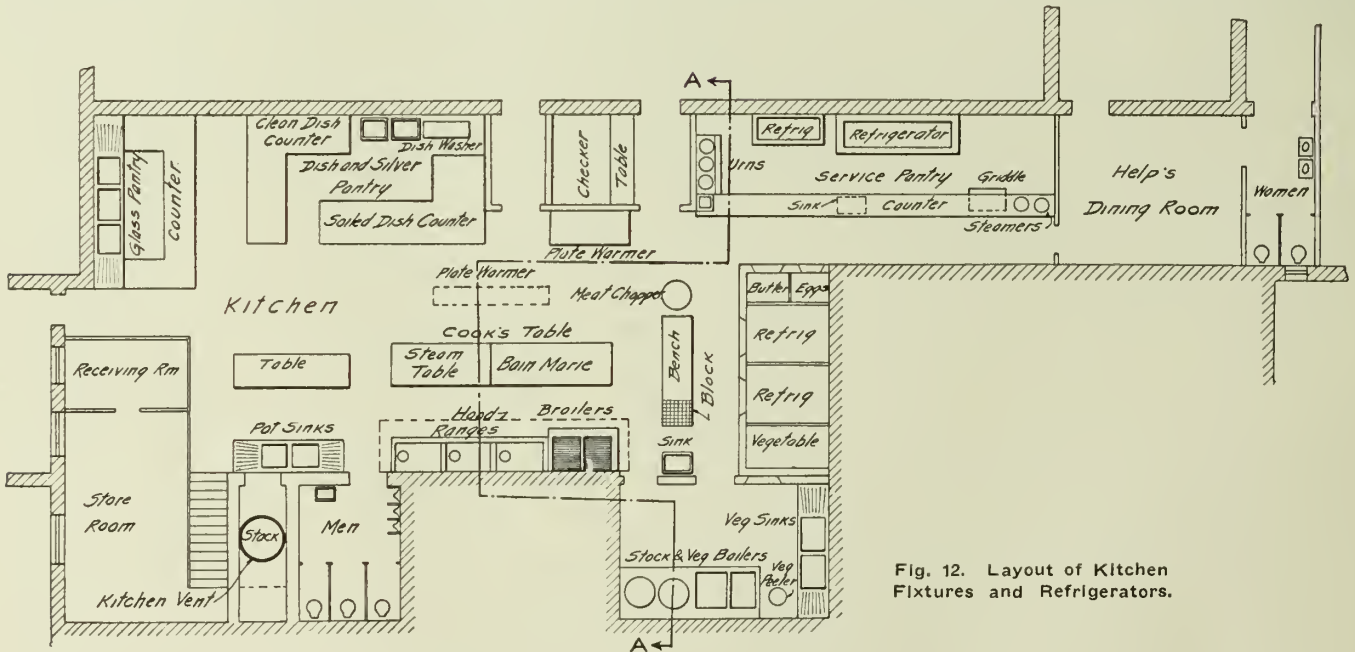 A
Clean Dish
Counter
Dish Washer
Dish and Silver
Pantry
Soiled Dish Counter
Glass Pantry
Counter
Checker
Table
Plate Warmer
Urns
Refrig
Refrigerator
Service Pantry
Griddle
Sink
Counter
Steamers
Help's
Dining Room
Women
Kitchen
Plate Warmer
Meat Chopper
Butter
Eggs
Refrig
Refrig
Vegetable
Cook's Table
Steam
Table
Bain Marie
Bench
Block
Table
Receiving Rm
Hood
Broilers
Ranges
Sink
Pot Sinks
Store
Room
Stack
Men
Kitchen Vent
Veg Sinks
Stock & Veg Boilers
Veg
Peeler
A
Fig. 12. Layout of Kitchen
Fixtures and Refrigerators.